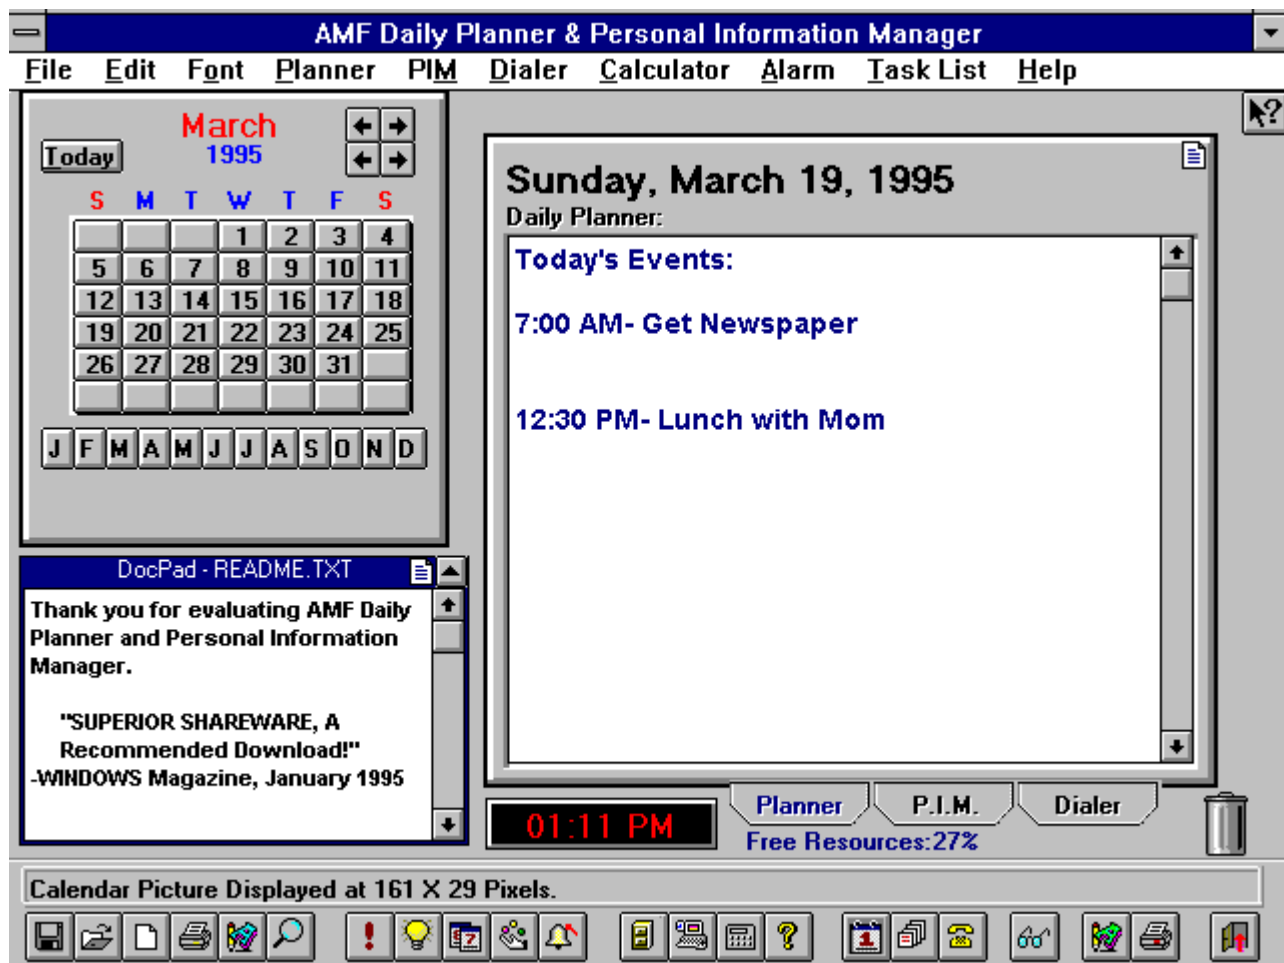 AMF Daily Planner & Personal Information Manager
File Edit Font Planner PIM Dialer Calculator Alarm Task List Help
March
Today 1995
S M T W T F S
1 2 3 4
5 6 7 8 9 10 11
12 13 14 15 16 17 18
19 20 21 22 23 24 25
26 27 28 29 30 31
J F M A M J J A S O N D
DocPad - README.TXT
Thank you for evaluating AMF Daily
Planner and Personal Information
Manager.
"SUPERIOR SHAREWARE, A
Recommended Download!"
-WINDOWS Magazine, January 1995
Sunday, March 19, 1995
Daily Planner:
Today's Events:
7:00 AM- Get Newspaper
12:30 PM- Lunch with Mom
01:11 PM
Planner P.I.M. Dialer
Free Resources:27%
Calendar Picture Displayed at 161 X 29 Pixels.